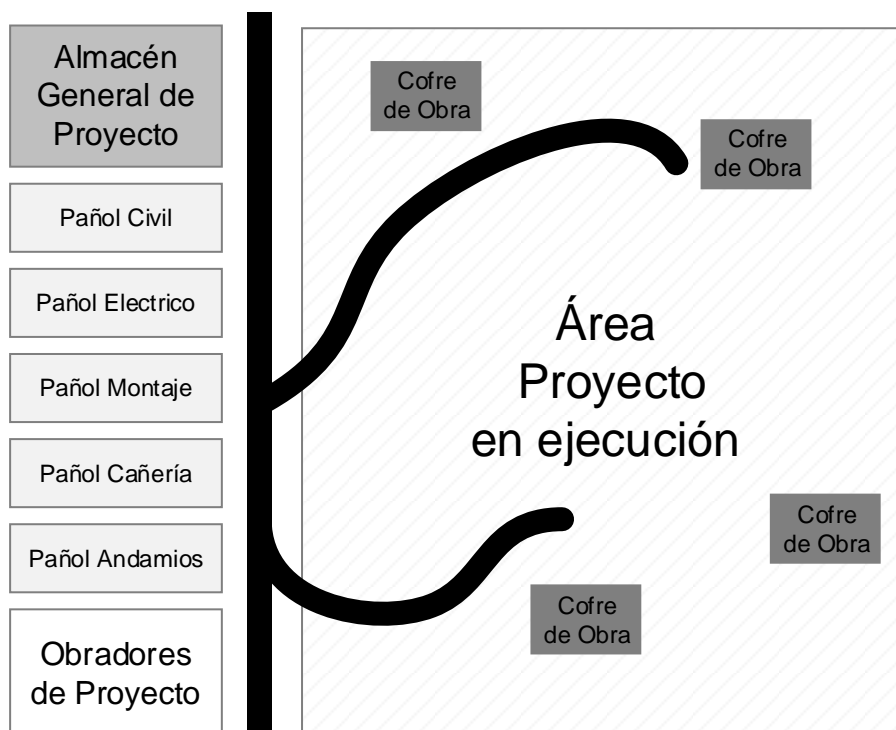 Almacén
General de
Proyecto
Pañol Civil
Pañol Electrico
Pañol Montaje
Pañol Cañería
Pañol Andamios
Obradores
de Proyecto
Cofre
de Obra
Cofre
de Obra
Área
Proyecto
en ejecución
Cofre
de Obra
Cofre
de Obra